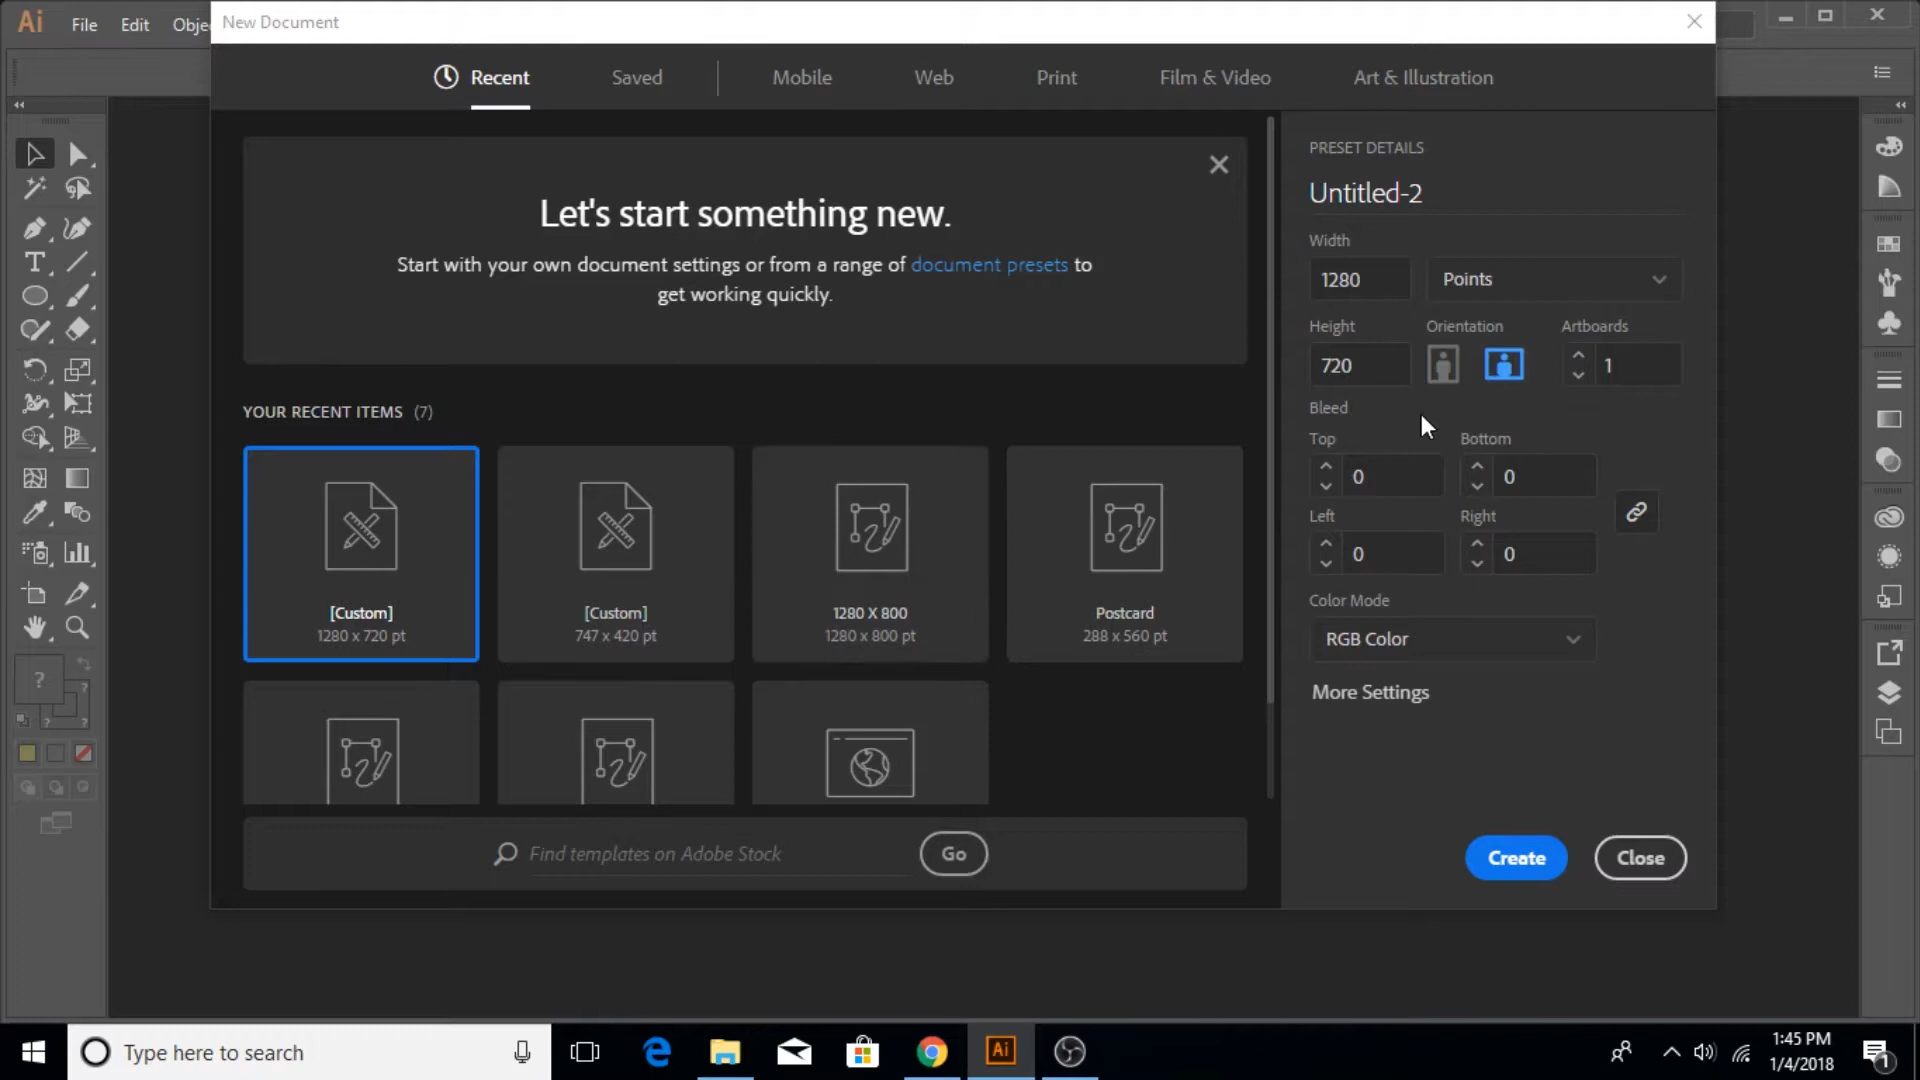 Ai File Edit Objec
New Document
Recent Saved Mobile Web Print Film & Video Art & Illustration
Let's start something new.
Start with your own document settings or from a range of document presets to
get working quickly.
YOUR RECENT ITEMS (7)
[Custom]
1280 x 720 pt
[Custom]
747 x 420 pt
1280 X 800
1280 x 800 pt
Postcard
288 x 560 pt
Find templates on Adobe Stock
Go
PRESET DETAILS
Untitled-2
Width
1280 Points
Height Orientation Artboards
720 1
Bleed
Top Bottom
0 0
Left Right
0 0
Color Mode
RGB Color
More Settings
Create Close
T
?
?
? ?
Type here to search
Ai
1:45 PM
1/4/2018
1